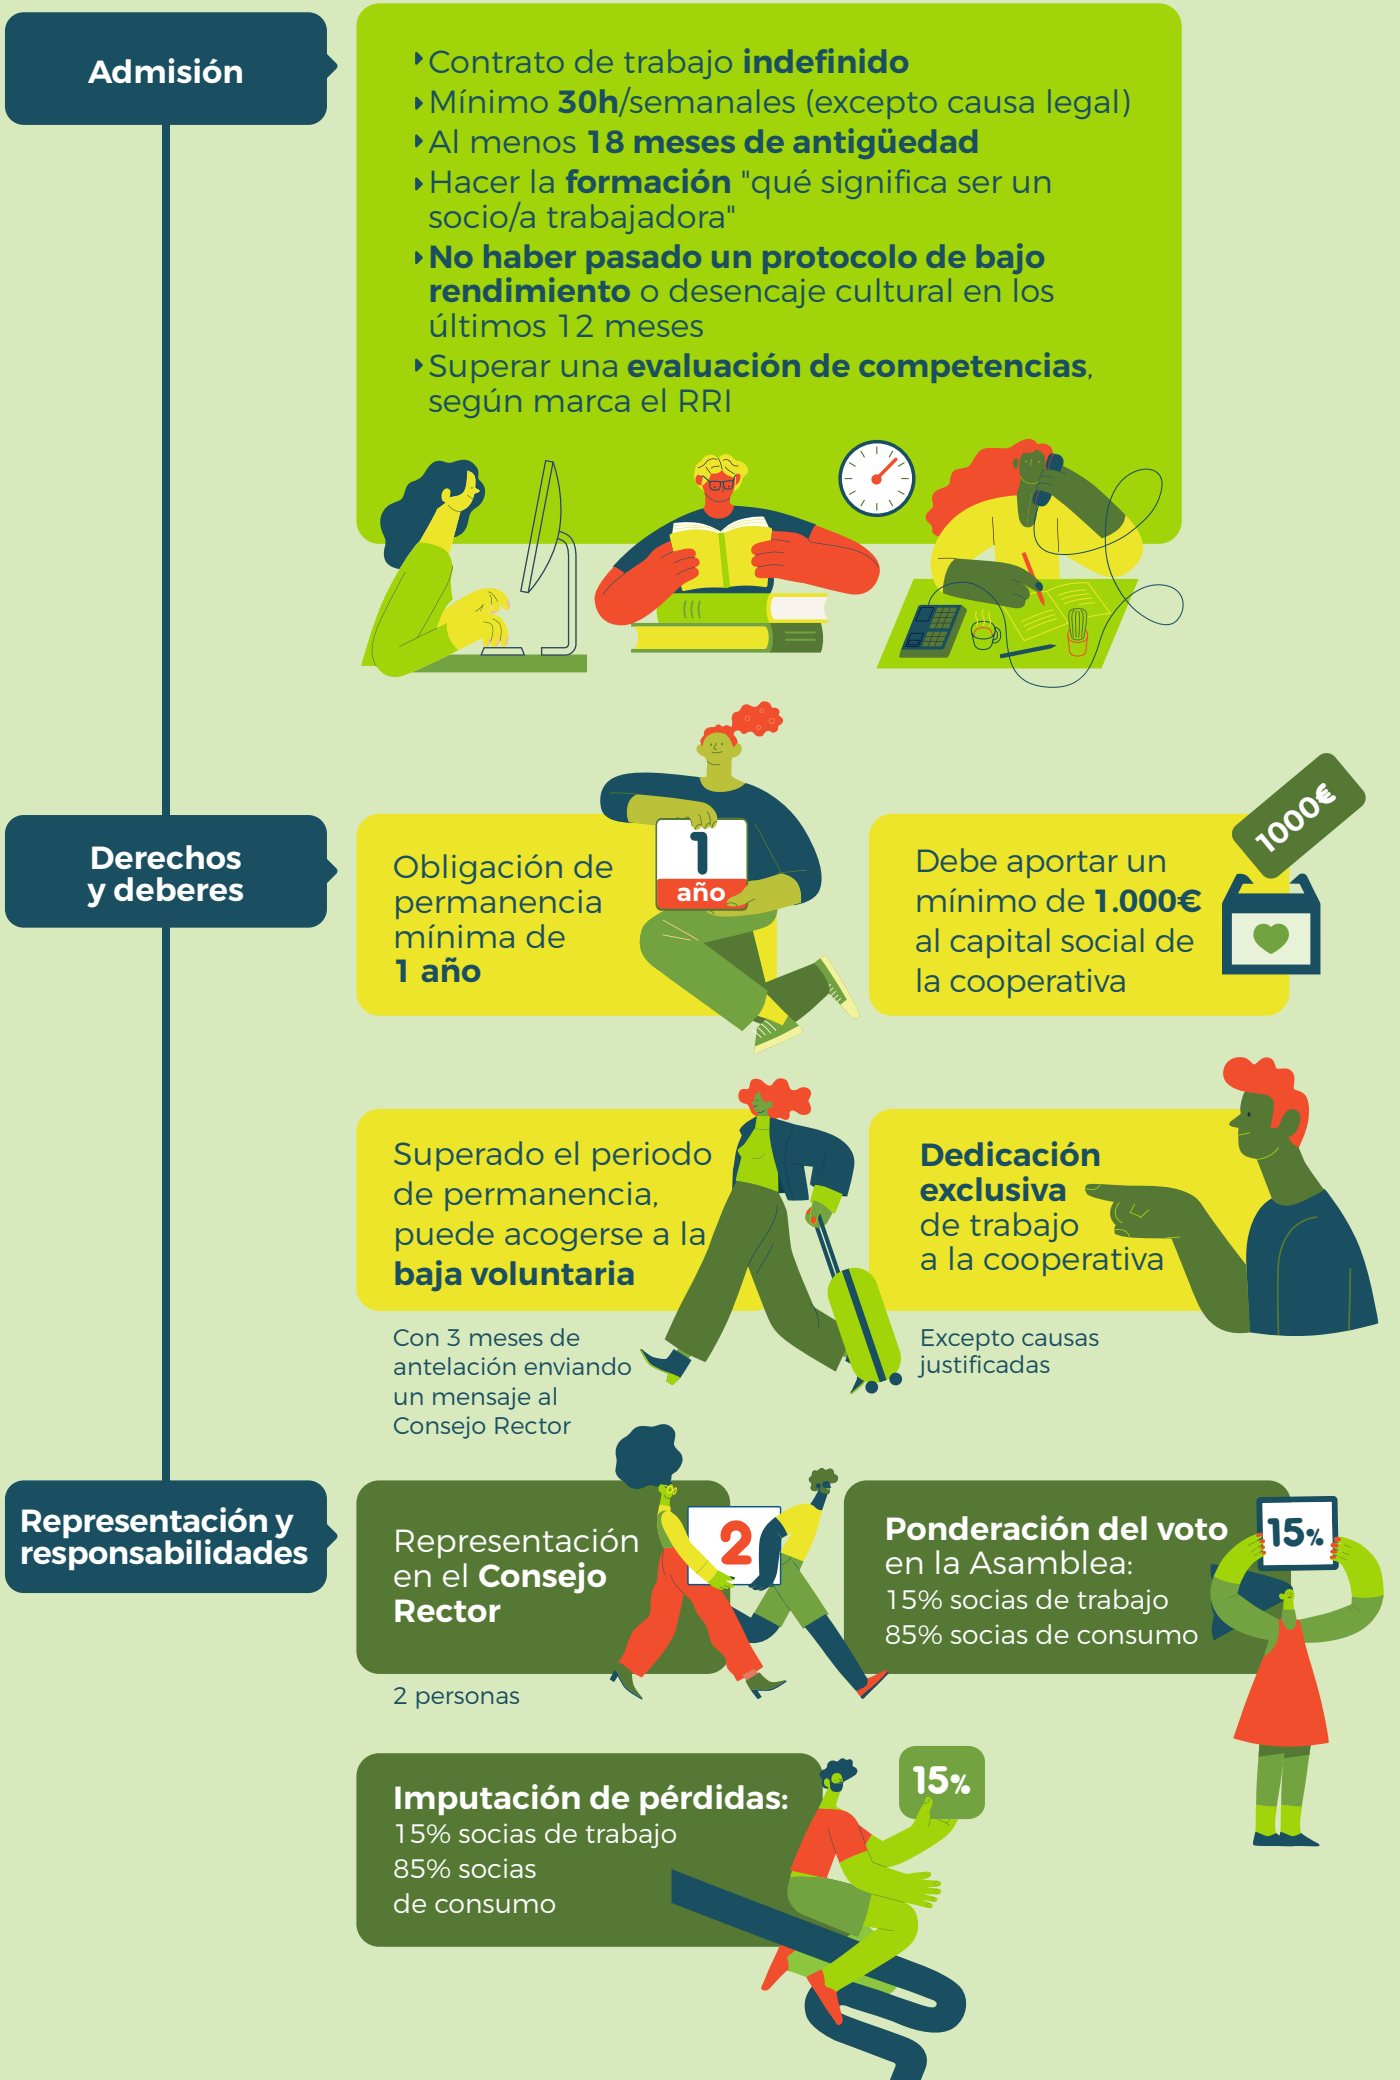 Admisión
Contrato de trabajo indefinido
Mínimo 30h/semanales (excepto causa legal)
Al menos 18 meses de antigüedad
Hacer la formación "qué significa ser un
socio/a trabajadora"
No haber pasado un protocolo de bajo
rendimiento o desencaje cultural en los
últimos 12 meses
Superar una evaluación de competencias,
según marca el RRI
Derechos
y deberes
Obligación de
permanencia
mínima de
1 año
1
año
Debe aportar un
mínimo de 1.000€
al capital social de
la cooperativa
1000€
Superado el periodo
de permanencia,
puede acogerse a la
baja voluntaria
Con 3 meses de
antelación enviando
un mensaje al
Consejo Rector
Dedicación
exclusiva
de trabajo
a la cooperativa
Excepto causas
justificadas
Representación y
responsabilidades
Representación
en el Consejo
Rector
2
2 personas
Ponderación del voto
en la Asamblea:
15% socias de trabajo
85% socias de consumo
15%
Imputación de pérdidas:
15% socias de trabajo
85% socias
de consumo
15%